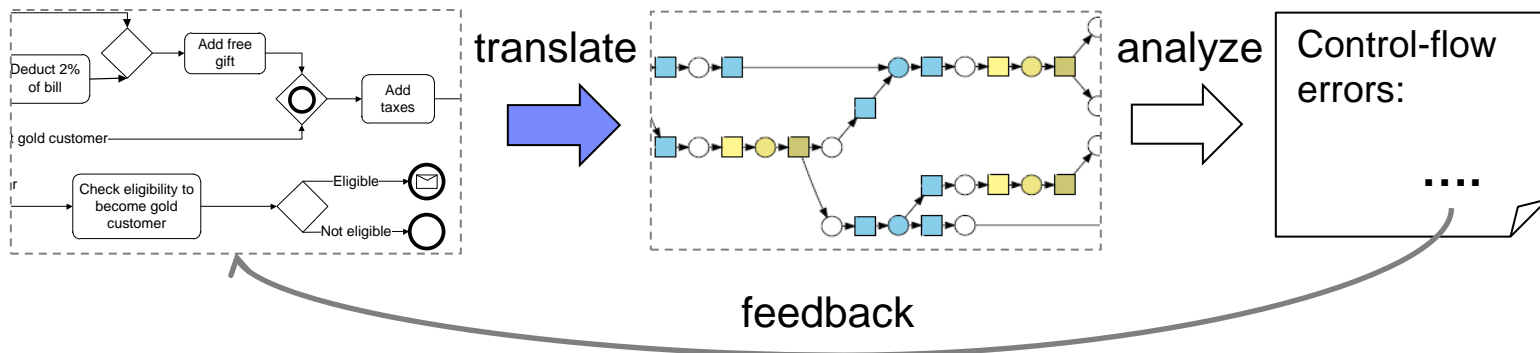 Add free
gift
Deduct 2%
of bill
Add
taxes
t gold customer
r
Check eligibility to
become gold
customer
Eligible
Not eligible
translate
analyze
Control-flow
errors:
....
feedback